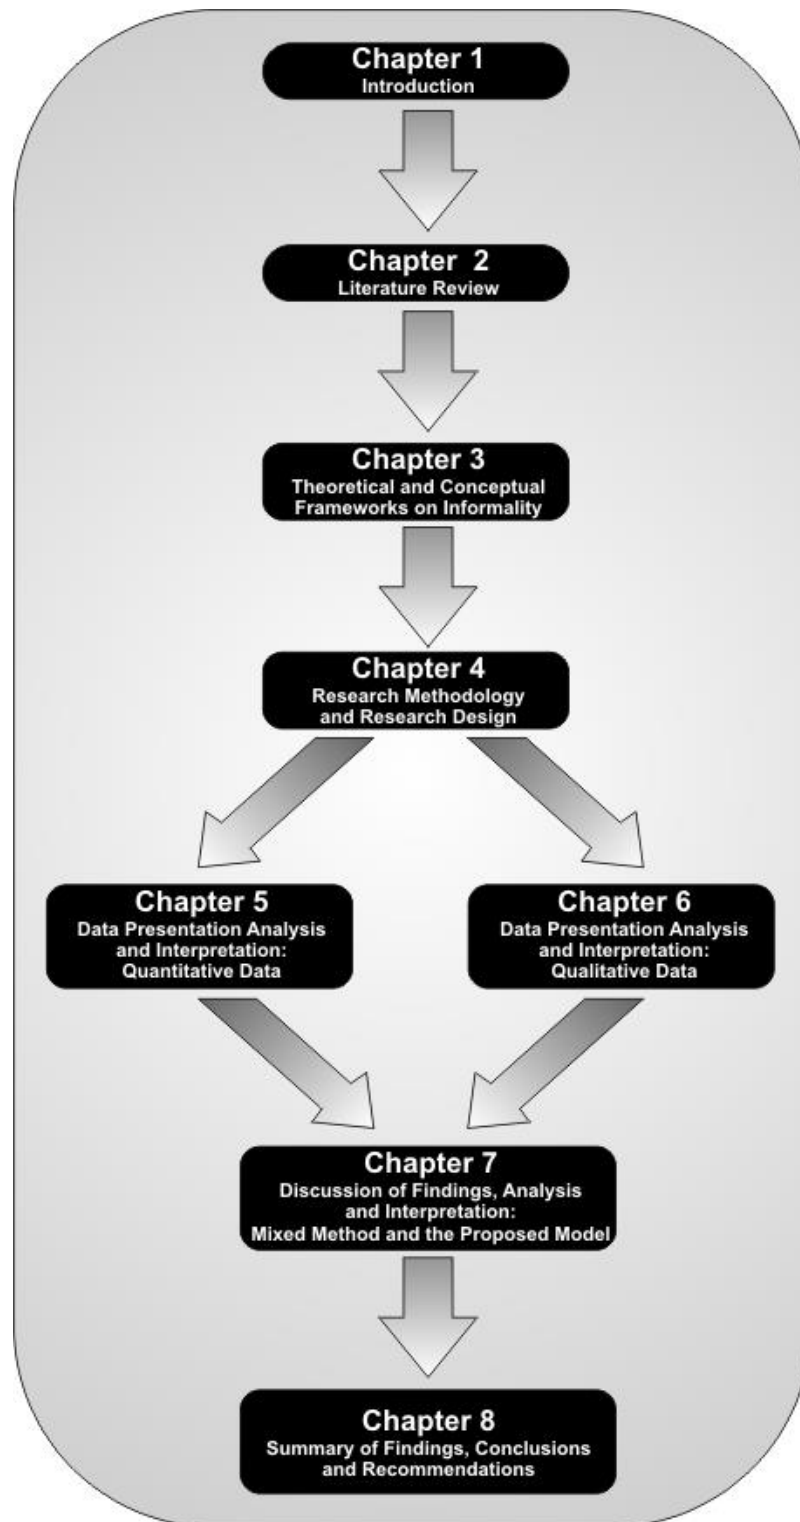 Chapter 1
Introduction
Chapter 2
Literature Review
Chapter 3
Theoretical and Conceptual
Frameworks on Informality
Chapter 4
Research Methodology
and Research Design
Chapter 5
Data Presentation Analysis
and Interpretation:
Quantitative Data
Chapter 6
Data Presentation Analysis
and Interpretation:
Qualitative Data
Chapter 7
Discussion of Findings, Analysis
and Interpretation:
Mixed Method and the Proposed Model
Chapter 8
Summary of Findings, Conclusions
and Recommendations